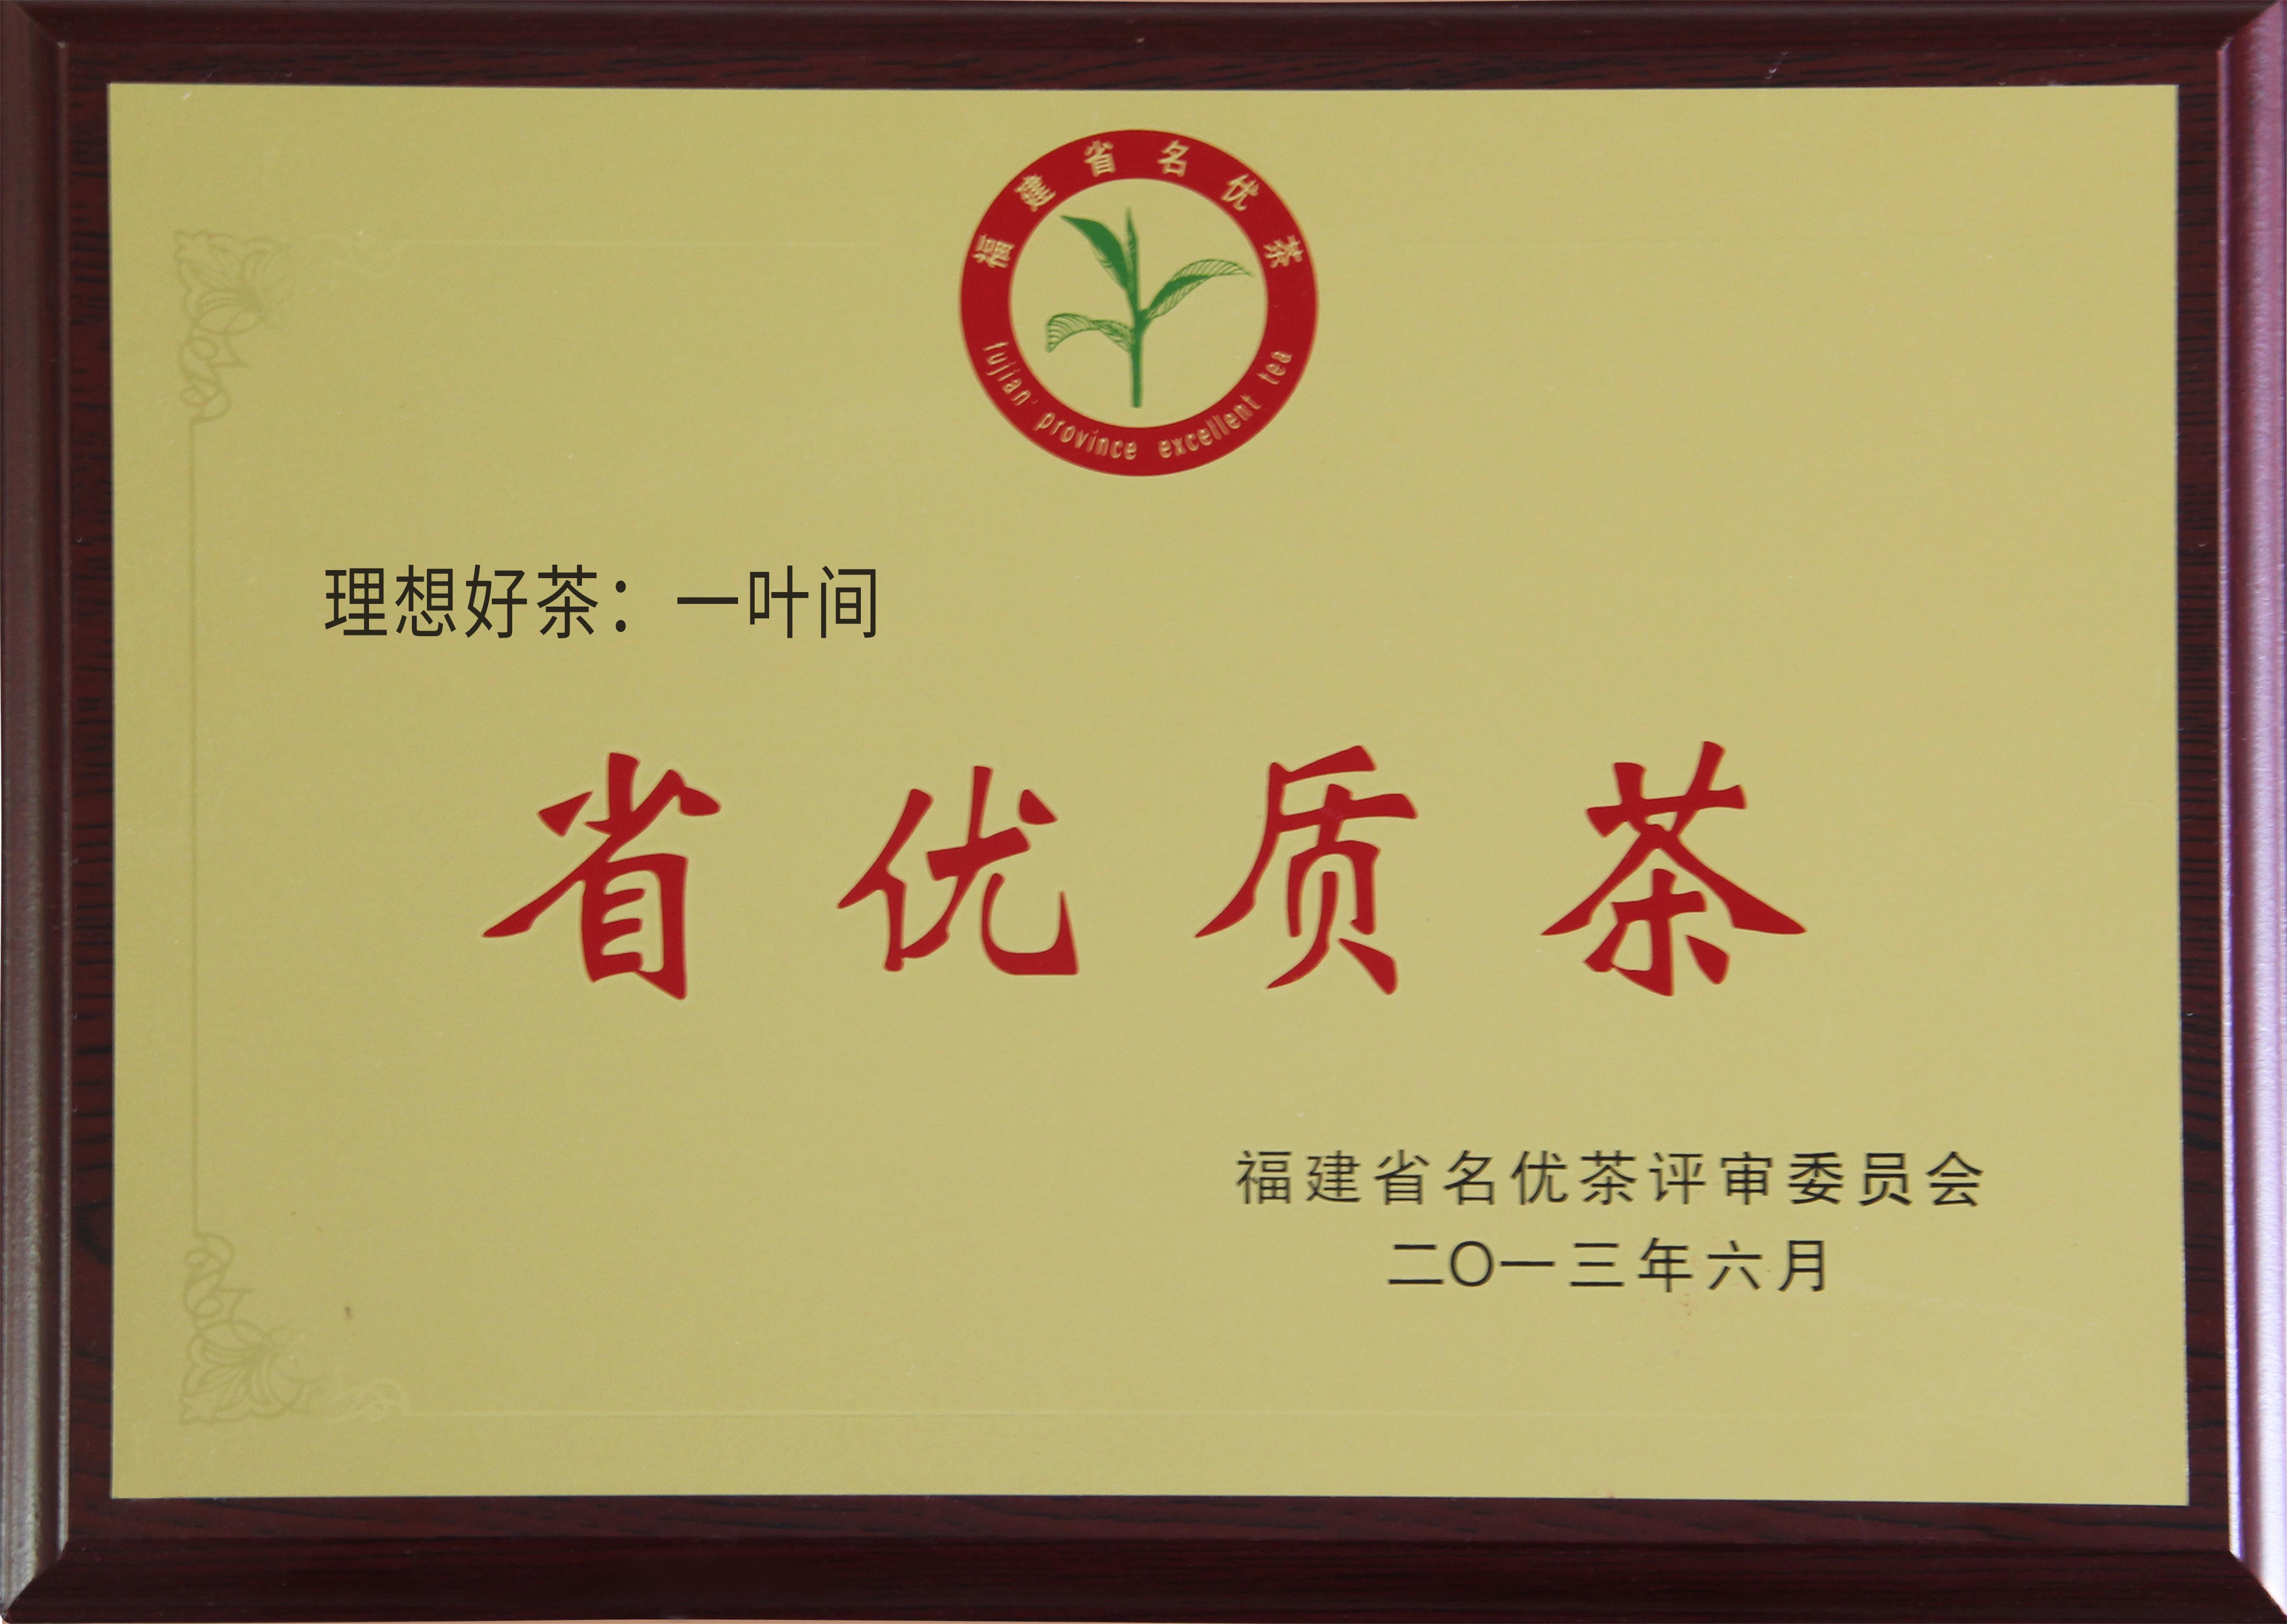 福建省名优茶
fujian province excellent tea
理想好茶：一叶间
省优质茶
福建省名优茶评审委员会
二〇一三年六月